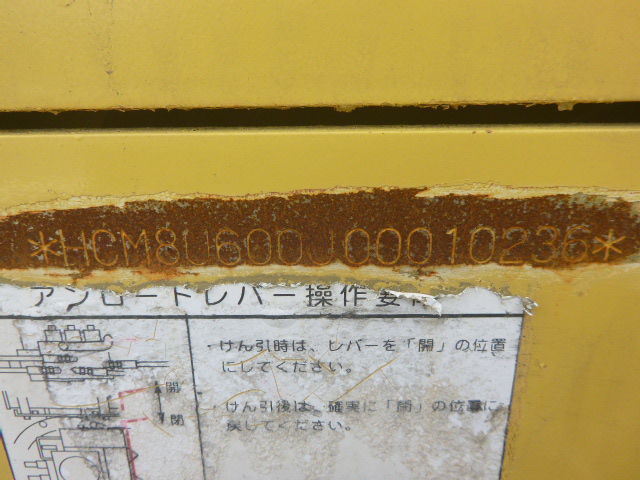 *HCM8U60DJ00010236*
アンロードレバー操作要
・けん引時は、レバーを「開」の位置
にしてください。
開
閉
・けん引後は、確実に「閉」の位置に
戻してください。